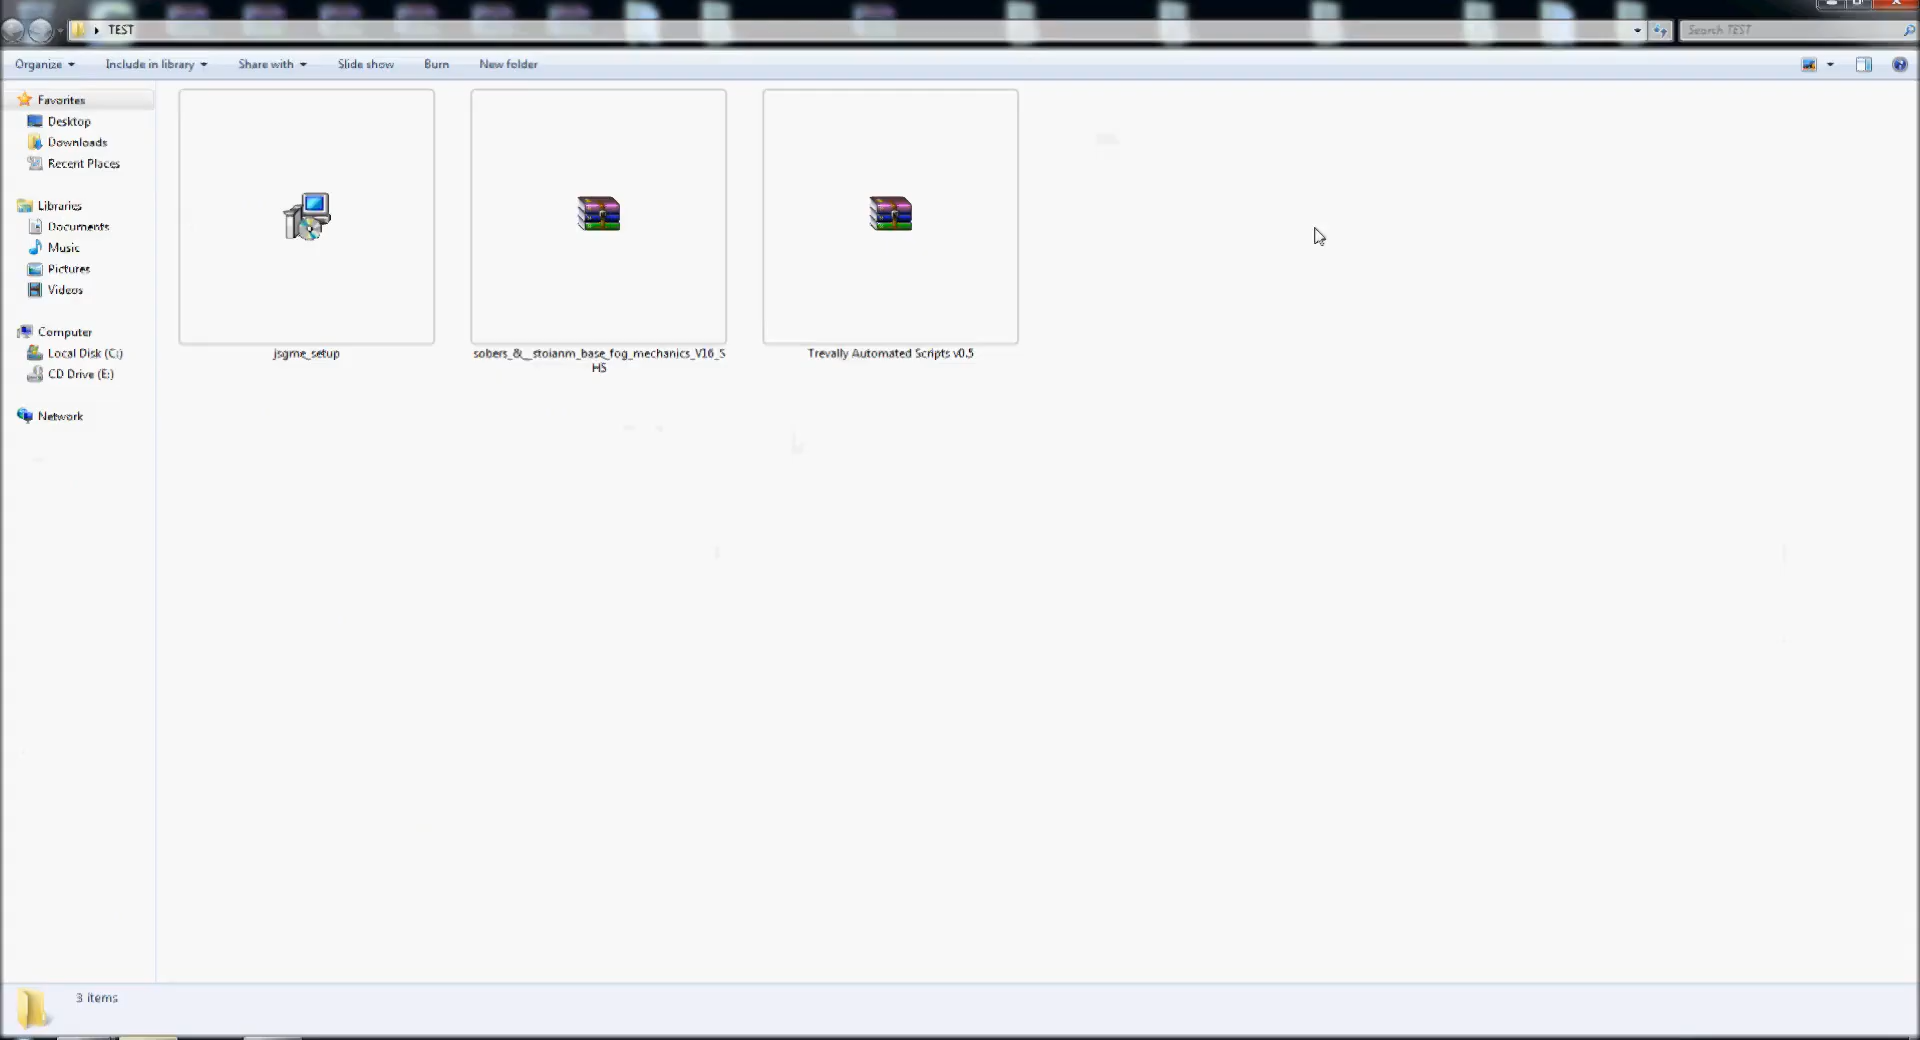 TEST
Search TEST
Organize
Include in library
Share with
Slide show
Burn
New folder
Favorites
Desktop
Downloads
Recent Places
Libraries
Documents
Music
Pictures
Videos
Computer
Local Disk (C:)
CD Drive (E:)
Network
jsgme_setup
sobers_&__stoianm_base_fog_mechanics_V16_S
HS
Trevally Automated Scripts v0.5
3 items